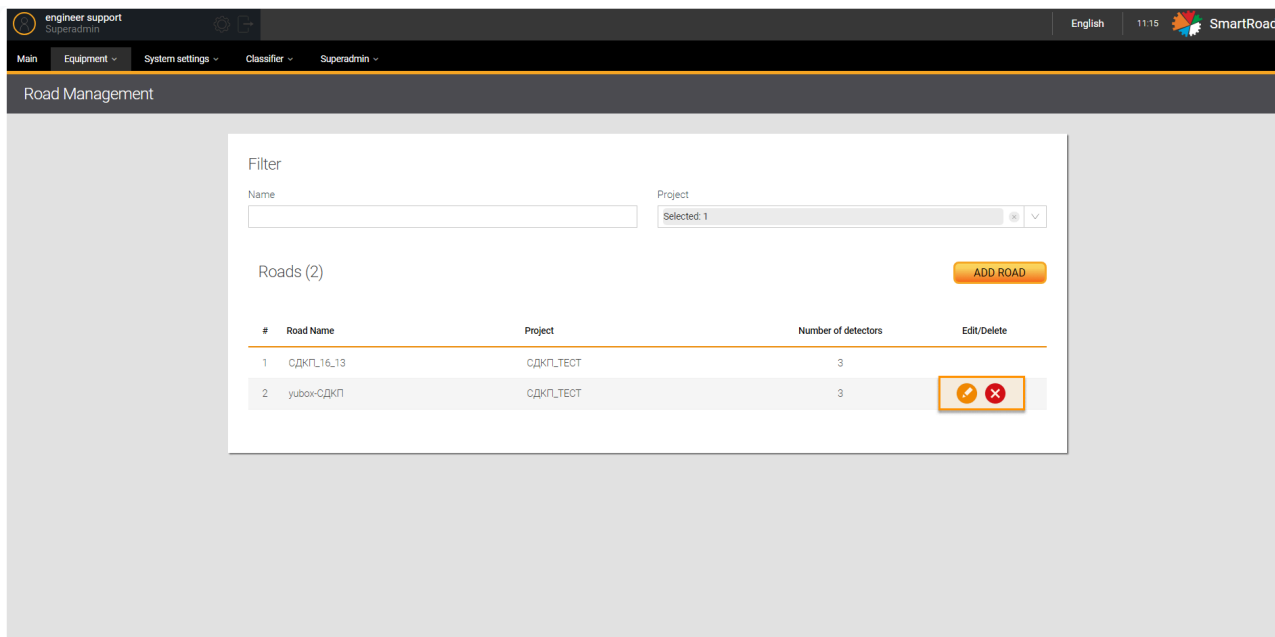 engineer support
Superadmin
English 11:15 SmartRoad
Main Equipment System settings Classifier Superadmin
Road Management
Filter
Name Project
Selected: 1
Roads (2) ADD ROAD
# Road Name Project Number of detectors Edit/Delete
1 СДКП_16_13 СДКП_ТЕСТ 3
2 yubox-СДКП СДКП_ТЕСТ 3